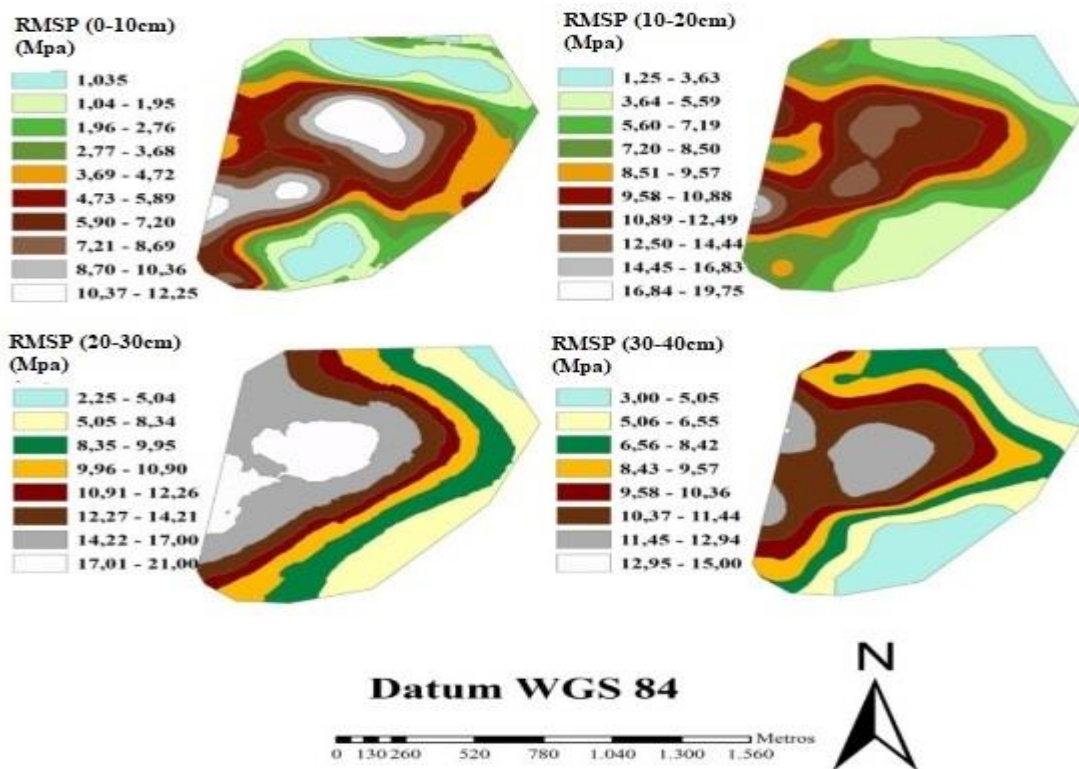 RMSP (0-10cm)
(Mpa)
1,035
1,04 - 1,95
1,96 - 2,76
2,77 - 3,68
3,69 - 4,72
4,73 - 5,89
5,90 - 7,20
7,21 - 8,69
8,70 - 10,36
10,37 - 12,25
RMSP (10-20cm)
(Mpa)
1,25 - 3,63
3,64 - 5,59
5,60 - 7,19
7,20 - 8,50
8,51 - 9,57
9,58 - 10,88
10,89 -12,49
12,50 - 14,44
14,45 - 16,83
16,84 - 19,75
RMSP (20-30cm)
(Mpa)
2,25 - 5,04
5,05 - 8,34
8,35 - 9,95
9,96 - 10,90
10,91 - 12,26
12,27 - 14,21
14,22 - 17,00
17,01 - 21,00
RMSP (30-40cm)
(Mpa)
3,00 - 5,05
5,06 - 6,55
6,56 - 8,42
8,43 - 9,57
9,58 - 10,36
10,37 - 11,44
11,45 - 12,94
12,95 - 15,00
N
Datum WGS 84
Metros
0 130 260 520 780 1.040 1.300 1.560